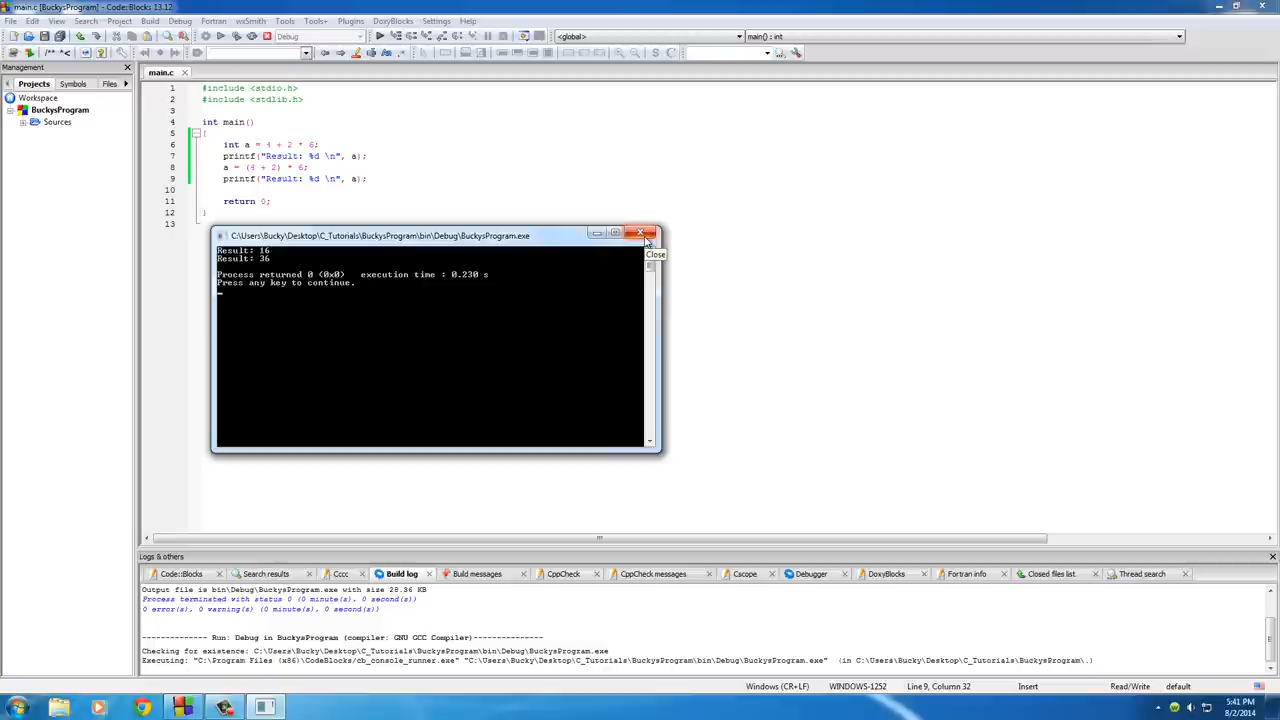 main.c [BuckysProgram] - Code::Blocks 13.12
File Edit View Search Project Build Debug Fortran wxSmith Tools Tools+ Plugins DoxyBlocks Settings Help
Debug <global> main() : int
/** *<
S C
Management
main.c
Projects Symbols Files
Workspace
BuckysProgram
Sources
1 #include <stdio.h>
2 #include <stdlib.h>
3
4 int main()
5 {
6 int a = 4 + 2 * 6;
7 printf("Result: %d \n", a);
8 a = (4 + 2) * 6;
9 printf("Result: %d \n", a);
10
11 return 0;
12 }
13
C:\Users\Bucky\Desktop\C_Tutorials\BuckysProgram\bin\Debug\BuckysProgram.exe
Close
Result: 16
Result: 36
Process returned 0 (0x0) execution time : 0.230 s
Press any key to continue.
Logs & others
Code::Blocks Search results Cccc Build log Build messages CppCheck CppCheck messages Cscope Debugger DoxyBlocks Fortran info Closed files list Thread search
Output file is bin\Debug\BuckysProgram.exe with size 28.36 KB
Process terminated with status 0 (0 minute(s), 0 second(s))
0 error(s), 0 warning(s) (0 minute(s), 0 second(s))
-------------- Run: Debug in BuckysProgram (compiler: GNU GCC Compiler)---------------
Checking for existence: C:\Users\Bucky\Desktop\C_Tutorials\BuckysProgram\bin\Debug\BuckysProgram.exe
Executing: "C:\Program Files (x86)\CodeBlocks/cb_console_runner.exe" "C:\Users\Bucky\Desktop\C_Tutorials\BuckysProgram\bin\Debug\BuckysProgram.exe" (in C:\Users\Bucky\Desktop\C_Tutorials\BuckysProgram\.)
Windows (CR+LF) WINDOWS-1252 Line 9, Column 32 Insert Read/Write default
5:41 PM
8/2/2014